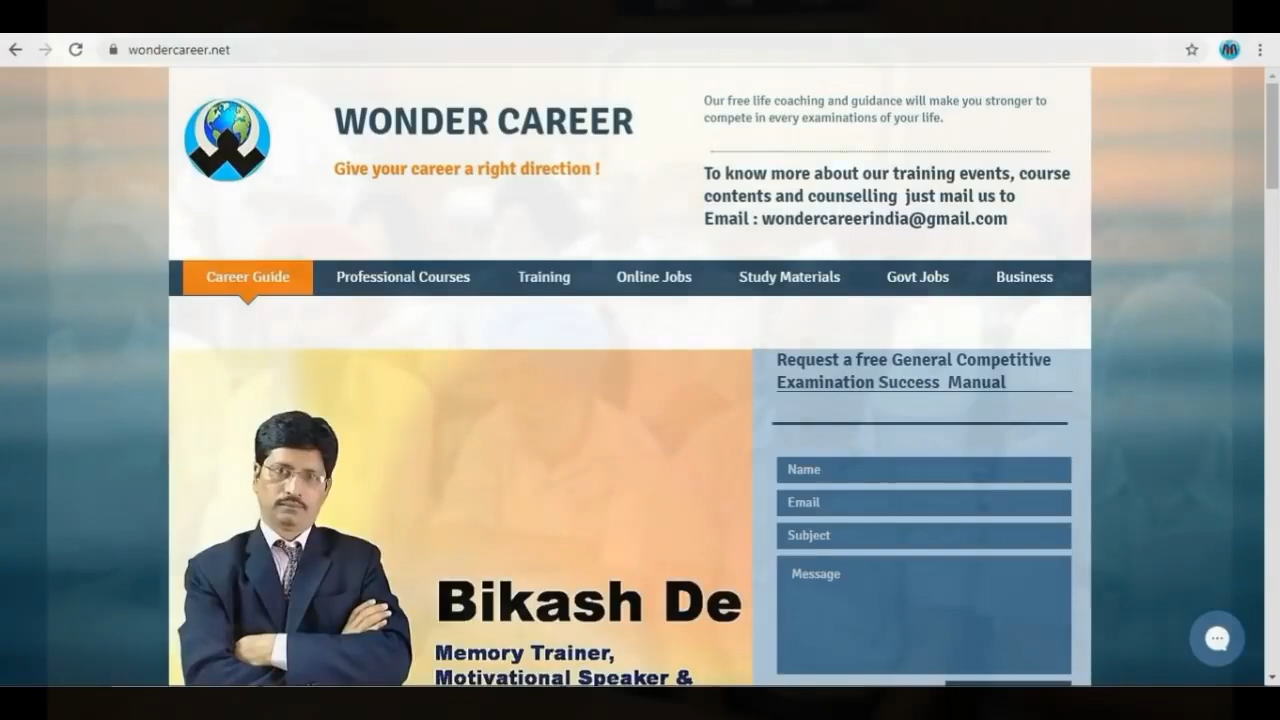 wondercareer.net
WONDER CAREER
Give your career a right direction !
Our free life coaching and guidance will make you stronger to
compete in every examinations of your life.
To know more about our training events, course
contents and counselling  just mail us to
Email : wondercareerindia@gmail.com
Career Guide
Professional Courses
Training
Online Jobs
Study Materials
Govt Jobs
Business
Bikash De
Memory Trainer,
Motivational Speaker &
Request a free General Competitive
Examination Success  Manual
Name
Email
Subject
Message